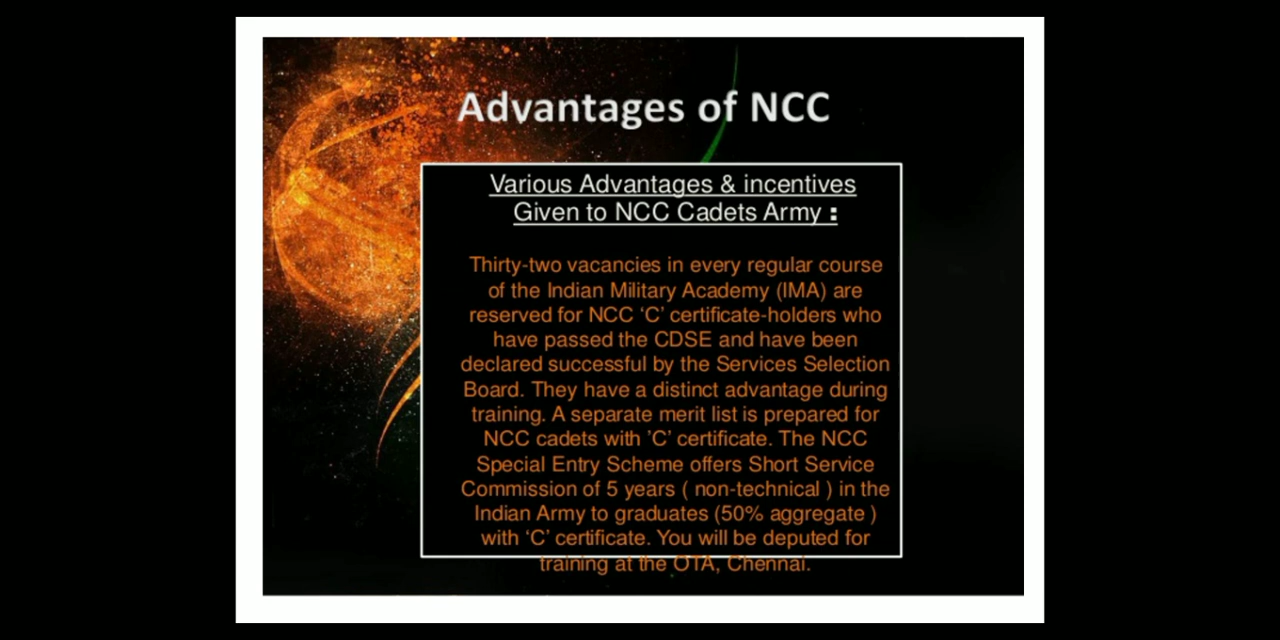 Advantages of NCC
Various Advantages & incentives
Given to NCC Cadets Army :
Thirty-two vacancies in every regular course
of the Indian Military Academy (IMA) are
reserved for NCC ‘C’ certificate-holders who
have passed the CDSE and have been
declared successful by the Services Selection
Board. They have a distinct advantage during
training. A separate merit list is prepared for
NCC cadets with ’C’ certificate. The NCC
Special Entry Scheme offers Short Service
Commission of 5 years ( non-technical ) in the
Indian Army to graduates (50% aggregate )
with ‘C’ certificate. You will be deputed for
training at the OTA, Chennai.